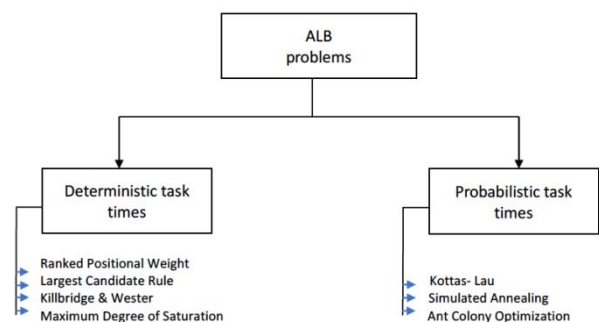 ALB
problems
Deterministic task
times
Ranked Positional Weight
Largest Candidate Rule
Killbridge & Wester
Maximum Degree of Saturation
Probabilistic task
times
Kottas- Lau
Simulated Annealing
Ant Colony Optimization